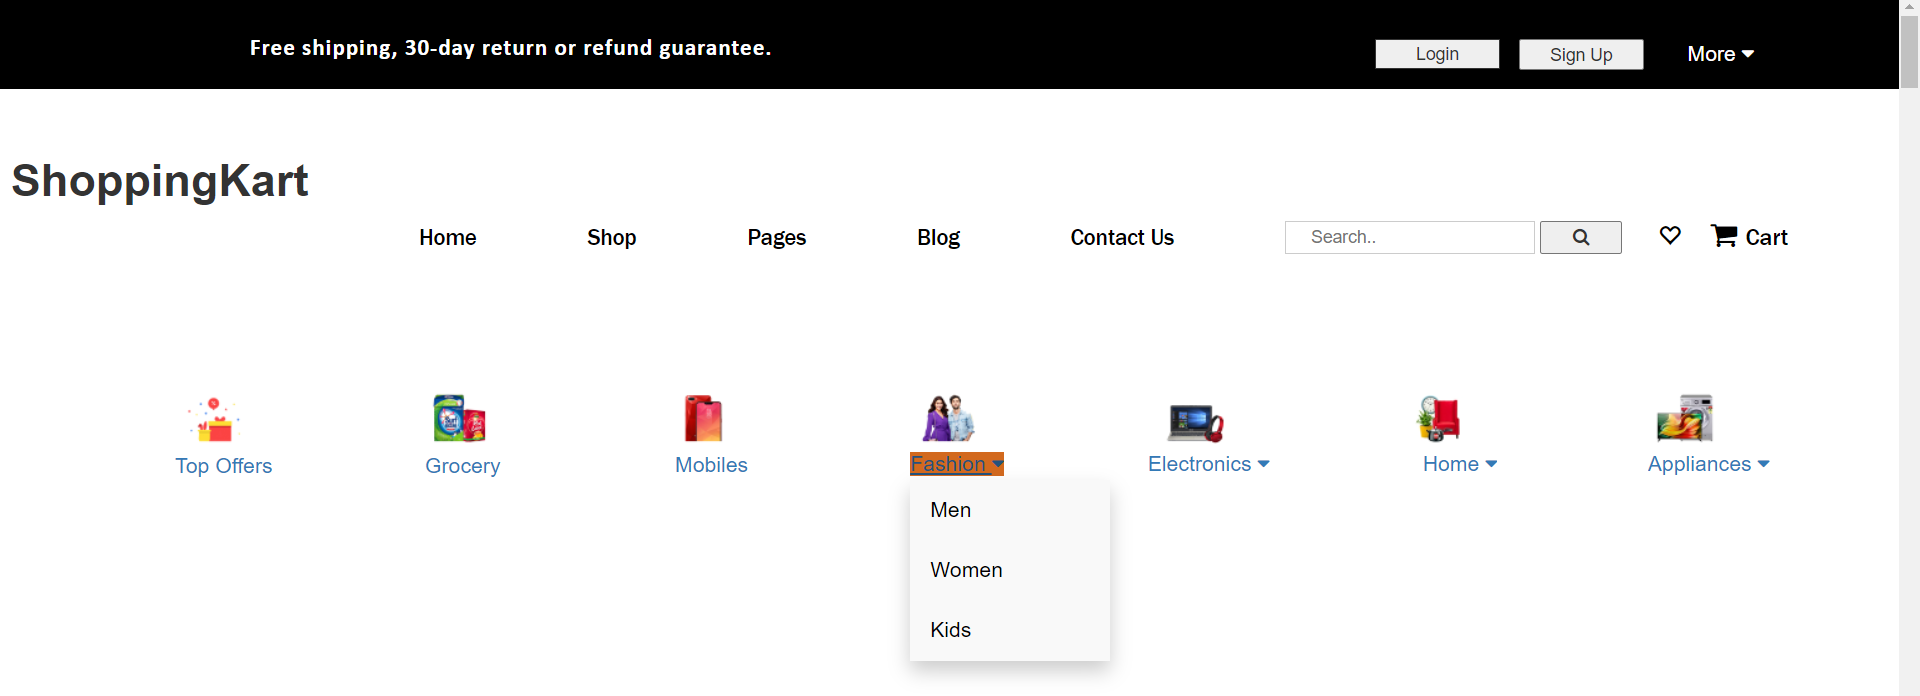 Free shipping, 30-day return or refund guarantee.
Login
Sign Up
More
ShoppingKart
Home
Shop
Pages
Blog
Contact Us
Search..
Cart
Top Offers
Grocery
Mobiles
Fashion
Electronics
Home
Appliances
Men
Women
Kids